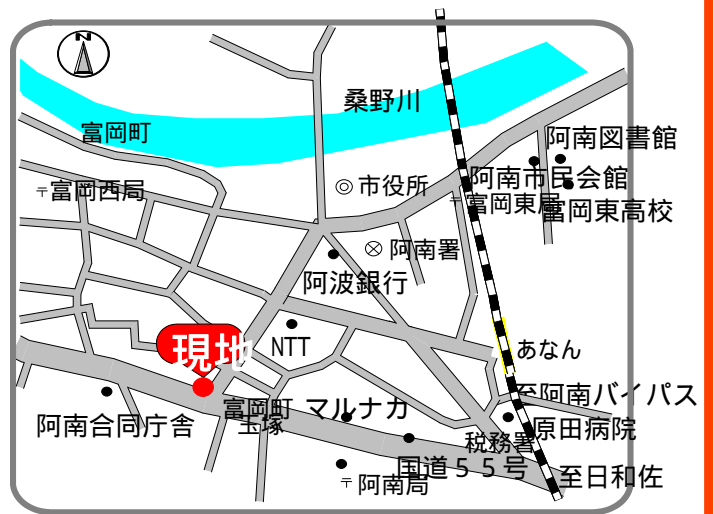 N
桑野川
富岡町
阿南図書館
阿南市民会館
〒富岡西局
◎市役所
〒富岡東局
富岡東高校
阿南署
阿波銀行
現地
NTT
あなん
至阿南バイパス
富岡町
玉塚
マルナカ
阿南合同庁舎
原田病院
税務署
国道５５号
〒阿南局
至日和佐